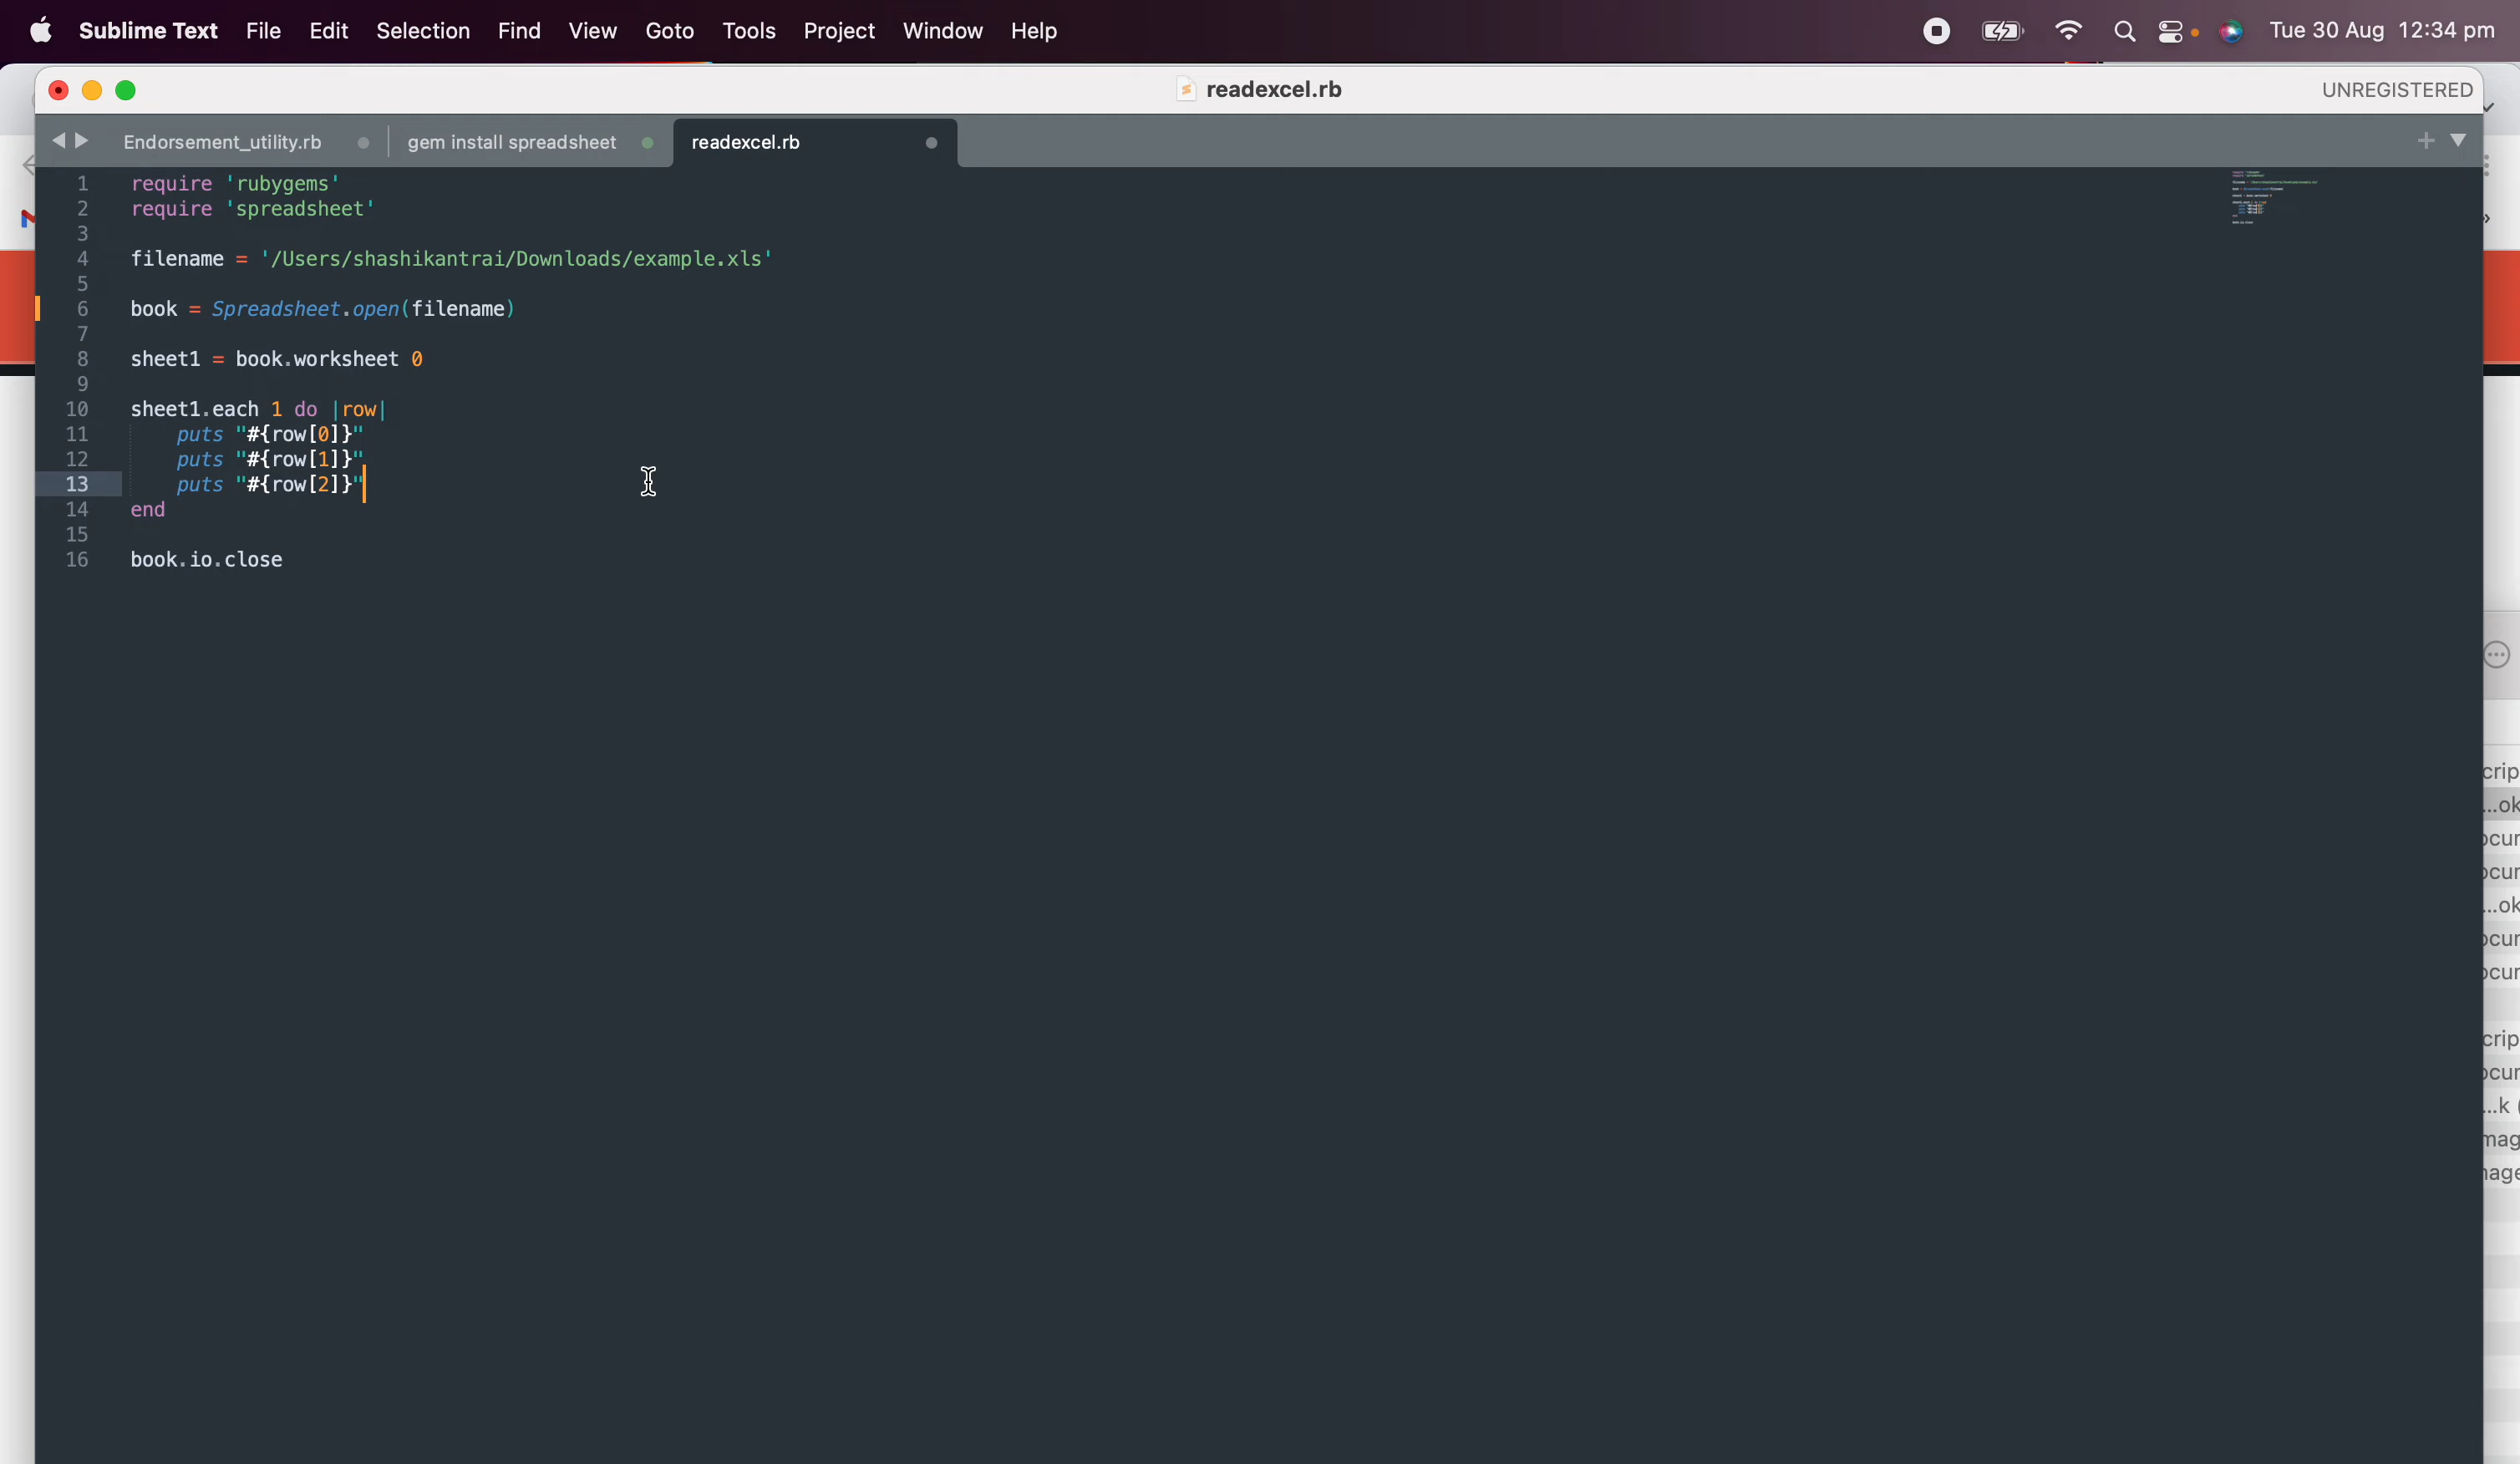 Sublime Text File Edit Selection Find View Goto Tools Project Window Help Tue 30 Aug 12:34 pm
readexcel.rb UNREGISTERED
Endorsement_utility.rb gem install spreadsheet readexcel.rb
1 require 'rubygems'
2 require 'spreadsheet'
3
4 filename = '/Users/shashikantrai/Downloads/example.xls'
5
6 book = Spreadsheet.open(filename)
7
8 sheet1 = book.worksheet 0
9
10 sheet1.each 1 do |row|
11 puts "#{row[0]}"
12 puts "#{row[1]}"
13 puts "#{row[2]}"
14 end
15
16 book.io.close